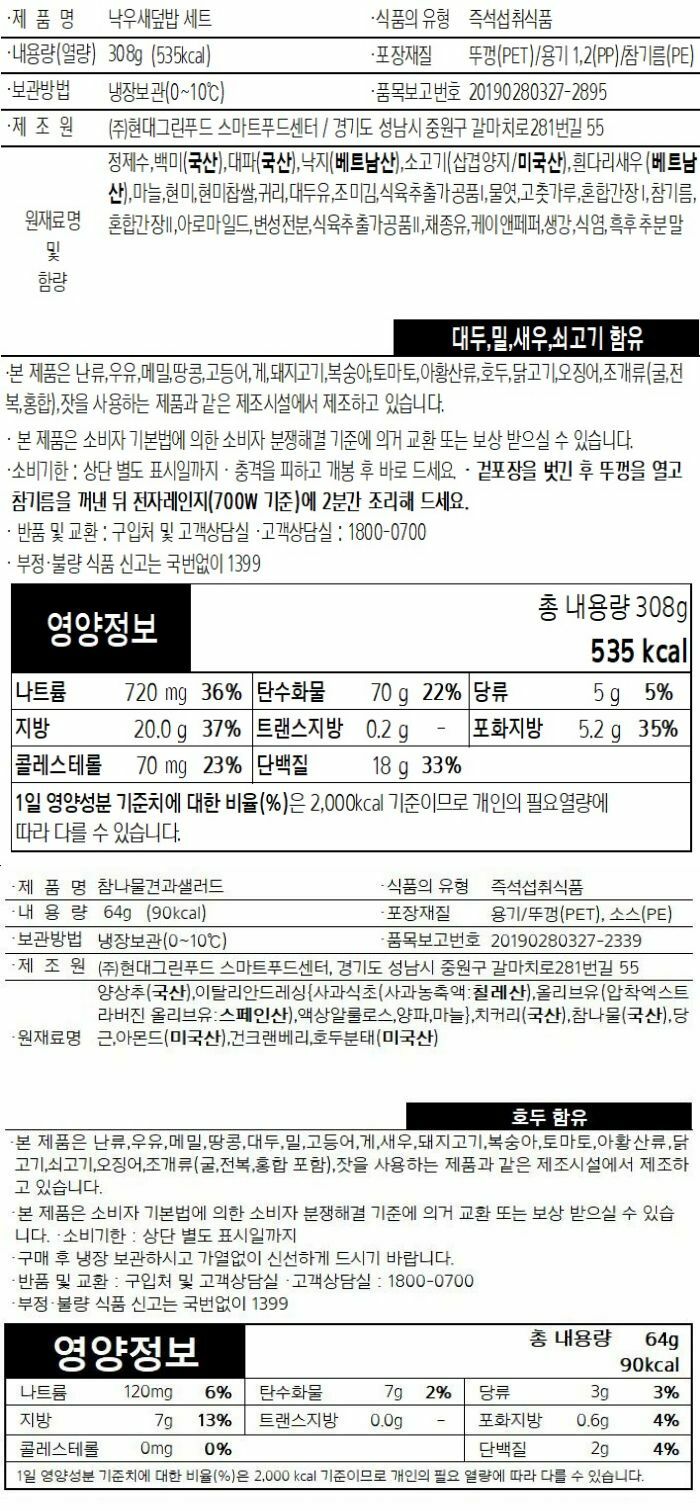 ·제 품 명 낙우새덮밥 세트 ·식품의 유형 즉석섭취식품
·내용량(열량) 308g (535kcal) ·포장재질 뚜껑(PET)/용기 1,2(PP)/참기름(PE)
·보관방법 냉장보관(0~10℃) ·품목보고번호 20190280327-2895
·제 조 원 (주)현대그린푸드 스마트푸드센터 / 경기도 성남시 중원구 갈마치로281번길 55
정제수,백미(국산),대파(국산),낙지(베트남산),소고기(삼겹양지/미국산),흰다리새우(베트남
산),마늘,현미,현미찹쌀,귀리,대두유,조미김,식육추출가공품I,물엿,고춧가루,혼합간장I,참기름,
혼합간장II,아로마일드,변성전분,식육추출가공품II,채종유,케이앤페퍼,생강,식염,흑후추분말
원재료명
및
함량
대두,밀,새우,쇠고기 함유
·본 제품은 난류,우유,메밀,땅콩,고등어,게,돼지고기,복숭아,토마토,아황산류,호두,닭고기,오징어,조개류(굴,전
복,홍합),잣을 사용하는 제품과 같은 제조시설에서 제조하고 있습니다.
· 본 제품은 소비자 기본법에 의한 소비자 분쟁해결 기준에 의거 교환 또는 보상 받으실 수 있습니다.
·소비기한 : 상단 별도 표시일까지 · 충격을 피하고 개봉 후 바로 드세요. · 겉포장을 벗긴 후 뚜껑을 열고
참기름을 꺼낸 뒤 전자레인지(700W 기준)에 2분간 조리해 드세요.
· 반품 및 교환 : 구입처 및 고객상담실 ·고객상담실 : 1800-0700
· 부정·불량 식품 신고는 국번없이 1399
영양정보 총 내용량 308g
535 kcal
나트륨 720 mg 36% 탄수화물 70 g 22% 당류 5 g 5%
지방 20.0 g 37% 트랜스지방 0.2 g - 포화지방 5.2 g 35%
콜레스테롤 70 mg 23% 단백질 18 g 33%
1일 영양성분 기준치에 대한 비율(%)은 2,000kcal 기준이므로 개인의 필요열량에
따라 다를 수 있습니다.
·제 품 명 참나물견과샐러드 ·식품의 유형 즉석섭취식품
·내 용 량 64g (90kcal) ·포장재질 용기/뚜껑(PET), 소스(PE)
·보관방법 냉장보관(0~10℃) ·품목보고번호 20190280327-2339
·제 조 원 (주)현대그린푸드 스마트푸드센터, 경기도 성남시 중원구 갈마치로281번길 55
양상추(국산),이탈리안드레싱{사과식초(사과농축액:칠레산),올리브유(압착엑스트
라버진 올리브유:스페인산),액상알룰로스,양파,마늘},치커리(국산),참나물(국산),당
·원재료명 근,아몬드(미국산),건크랜베리,호두분태(미국산)
호두 함유
·본 제품은 난류,우유,메밀,땅콩,대두,밀,고등어,게,새우,돼지고기,복숭아,토마토,아황산류,닭
고기,쇠고기,오징어,조개류(굴,전복,홍합 포함),잣을 사용하는 제품과 같은 제조시설에서 제조하
고 있습니다.
·본 제품은 소비자 기본법에 의한 소비자 분쟁해결 기준에 의거 교환 또는 보상 받으실 수 있습
니다. ·소비기한 : 상단 별도 표시일까지
·구매 후 냉장 보관하시고 가열없이 신선하게 드시기 바랍니다.
·반품 및 교환 : 구입처 및 고객상담실 ·고객상담실 : 1800-0700
·부정·불량 식품 신고는 국번없이 1399
영양정보 총 내용량 64g
90kcal
나트륨 120mg 6% 탄수화물 7g 2% 당류 3g 3%
지방 7g 13% 트랜스지방 0.0g - 포화지방 0.6g 4%
콜레스테롤 0mg 0% 단백질 2g 4%
1일 영양성분 기준치에 대한 비율(%)은 2,000 kcal 기준이므로 개인의 필요 열량에 따라 다를 수 있습니다.